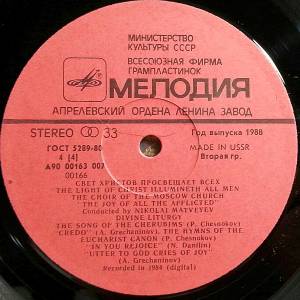 МИНИСТЕРСТВО
КУЛЬТУРЫ СССР
ВСЕСОЮЗНАЯ ФИРМА
ГРАМПЛАСТИНОК
МЕЛОДИЯ
АПРЕЛЕВСКИЙ ОРДЕНА ЛЕНИНА ЗАВОД
STEREO 33
Год выпуска 1988
ГОСТ 5289-80
MADE IN USSR
4 (4)
Вторая гр.
А90 00163 007
00166
СВЕТ ХРИСТОВ ПРОСВЕЩАЕТ ВСЕХ
THE LIGHT OF CHRIST ILLUMINETH ALL MEN
THE CHOIR OF THE MOSCOW CHURCH
"THE JOY OF ALL THE AFFLICTED"
Conducted by NIKOLAI MATVEYEV
DIVINE LITURGY
THE SONG OF THE CHERUBIMS (P. Chesnokov)
"CREDO" (A. Grechaninov), THE HYMNS OF THE
EUCHARIST CANON (P. Chesnokov)
"IN YOU REJOICE" (N. Danilin)
"UTTER TO GOD CRIES OF JOY"
(A. Grechaninov)
Recorded in 1984 (digital)